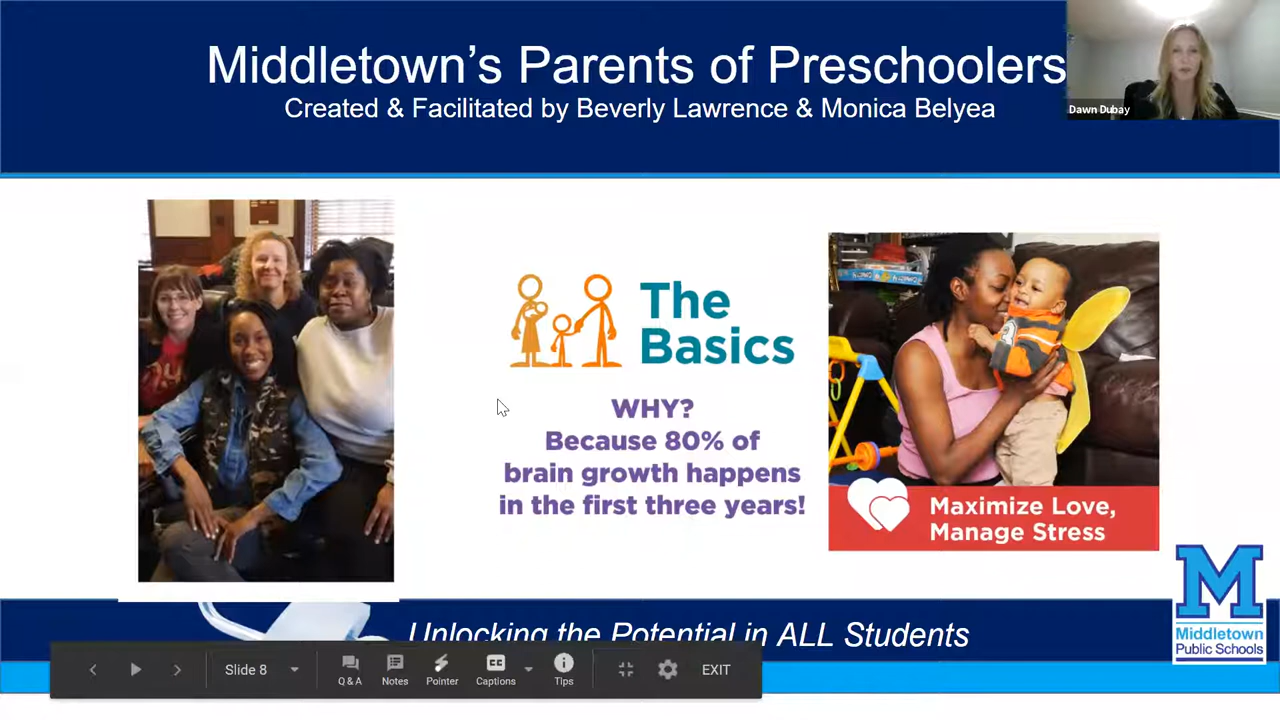 Middletown's Parents of Preschoolers
Created & Facilitated by Beverly Lawrence & Monica Belyea
Dawn Dubay
The
Basics
WHY?
Because 80% of
brain growth happens
in the first three years!
Maximize Love,
Manage Stress
M
Middletown
Public Schools
Unlocking the Potential in ALL Students
Slide 8
Q & A
Notes
Pointer
CC
Captions
Tips
EXIT